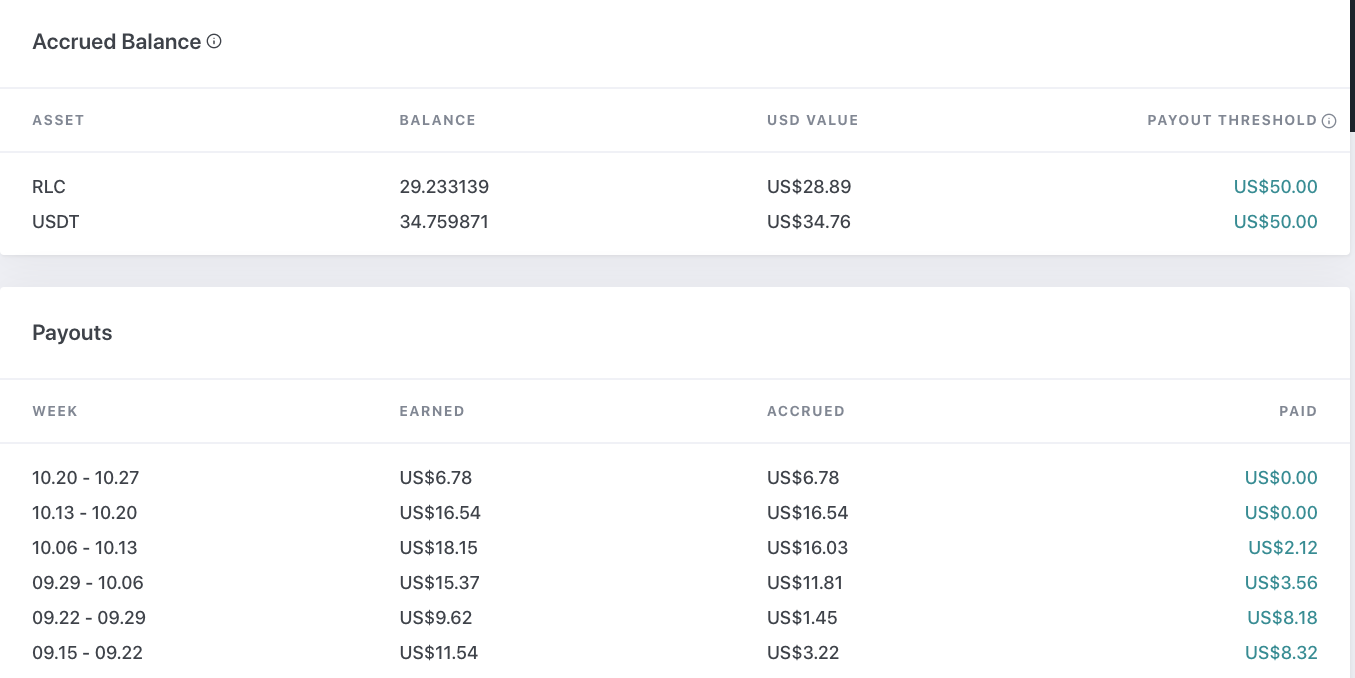 Accrued Balance
ASSET BALANCE USD VALUE PAYOUT THRESHOLD
RLC 29.233139 US$28.89 US$50.00
USDT 34.759871 US$34.76 US$50.00
Payouts
WEEK EARNED ACCRUED PAID
10.20 - 10.27 US$6.78 US$6.78 US$0.00
10.13 - 10.20 US$16.54 US$16.54 US$0.00
10.06 - 10.13 US$18.15 US$16.03 US$2.12
09.29 - 10.06 US$15.37 US$11.81 US$3.56
09.22 - 09.29 US$9.62 US$1.45 US$8.18
09.15 - 09.22 US$11.54 US$3.22 US$8.32